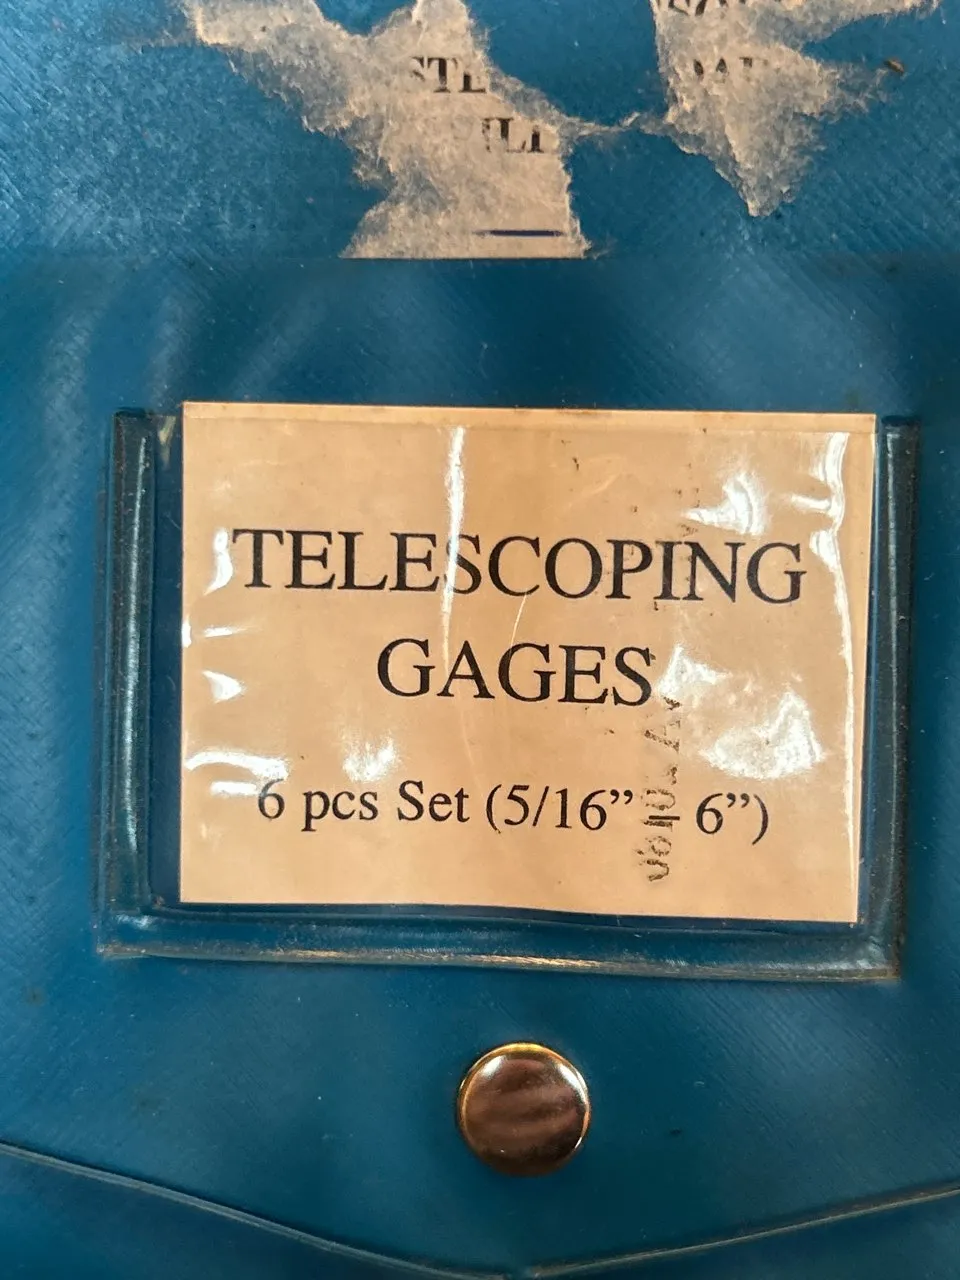 TELESCOPING
GAGES
6 pcs Set (5/16” - 6”)